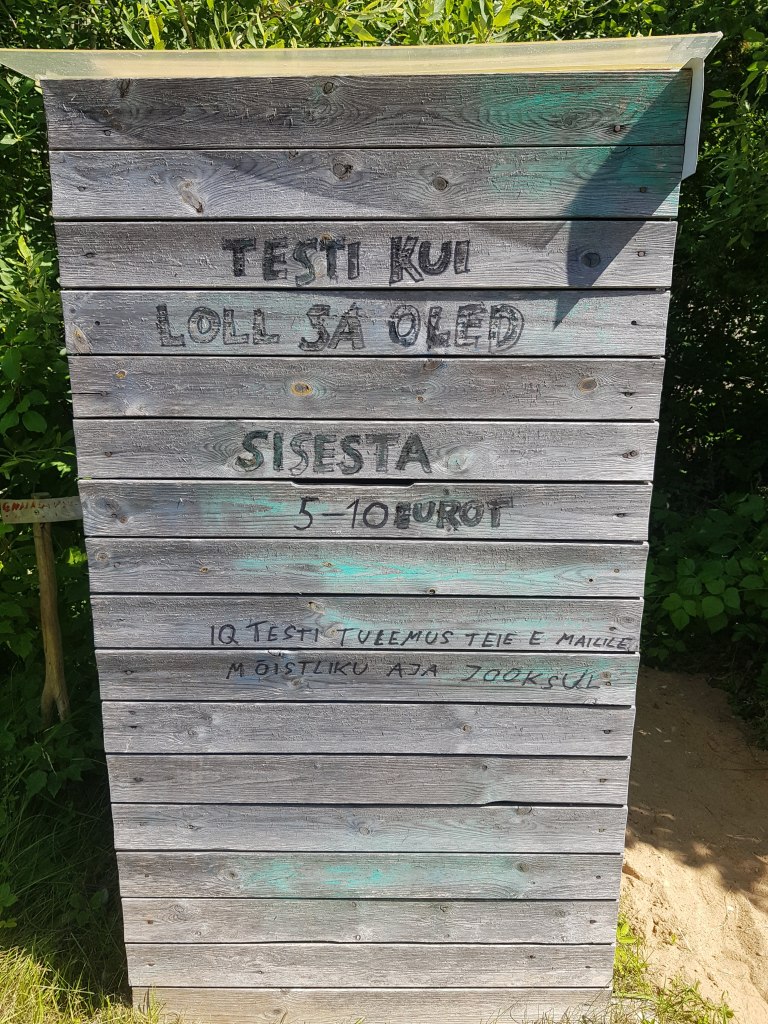 TESTI KUI
LOLL SA OLED
SISESTA
5-10 EUROT
IQ TESTI TULEMUS TEIE E MAILILE
MÕISTLIKU AJA JOOKSUL